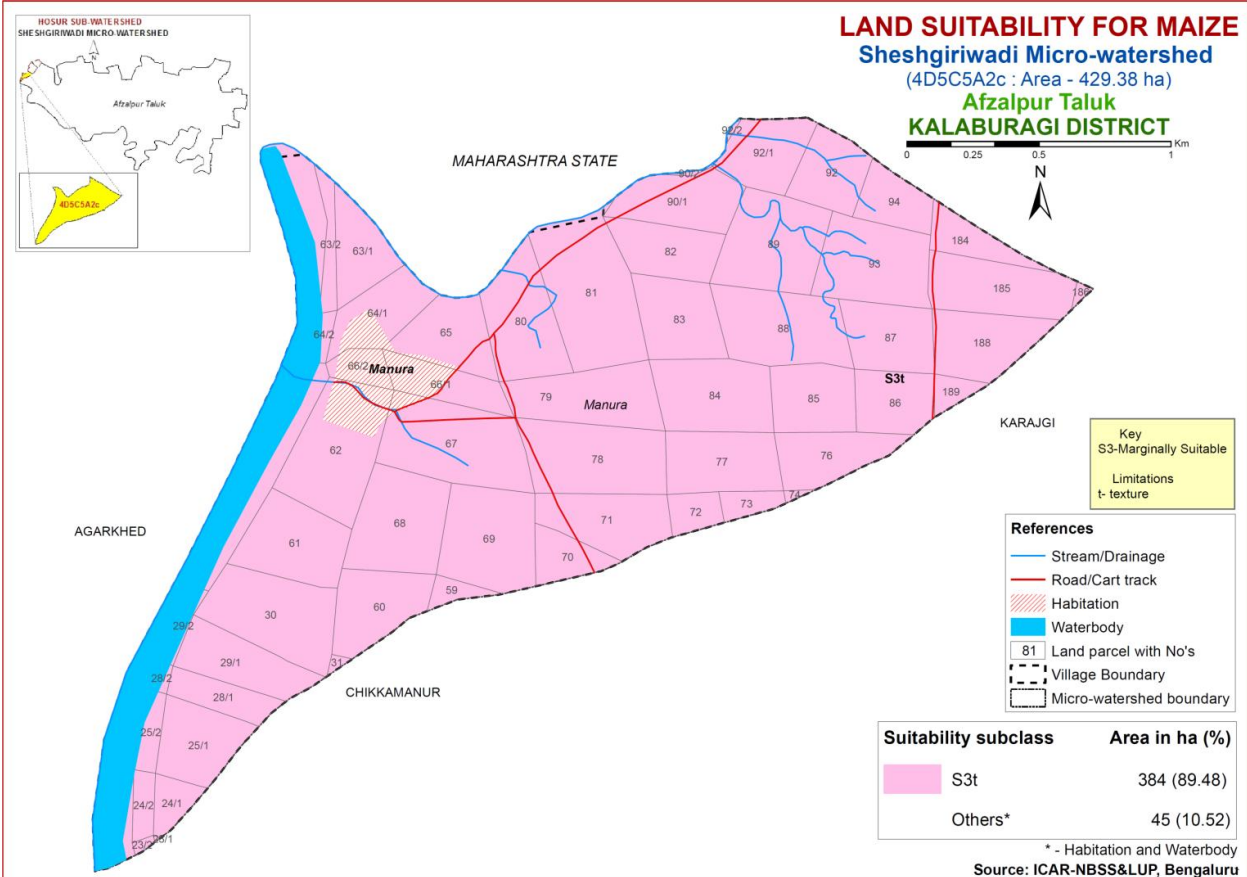 HOSUR SUB-WATERSHED
SHESHGIRIWADI MICRO-WATERSHED
N
Afzalpur Taluk
4D5C5A2c
LAND SUITABILITY FOR MAIZE
Sheshgiriwadi Micro-watershed
(4D5C5A2c : Area - 429.38 ha)
Afzalpur Taluk
KALABURAGI DISTRICT
0 0.25 0.5 1 Km
N
MAHARASHTRA STATE
92/2
92/1
92
90/2
90/1
94
63/2
63/1
82
89
93
184
185
186
81
64/1
64/2
65
80
83
88
87
188
66/2
Manura
66/1
79
Manura
84
85
S3t
86
189
KARAJGI
62
67
78
77
76
74
73
72
71
AGARKHED
61
68
69
70
59
60
30
29/2
29/1
31
28/2
28/1
CHIKKAMANUR
25/2
25/1
24/2
24/1
23/2
Key
S3-Marginally Suitable
Limitations
t- texture
References
Stream/Drainage
Road/Cart track
Habitation
Waterbody
81 Land parcel with No's
Village Boundary
Micro-watershed boundary
Suitability subclass Area in ha (%)
S3t 384 (89.48)
Others* 45 (10.52)
* - Habitation and Waterbody
Source: ICAR-NBSS&LUP, Bengaluru